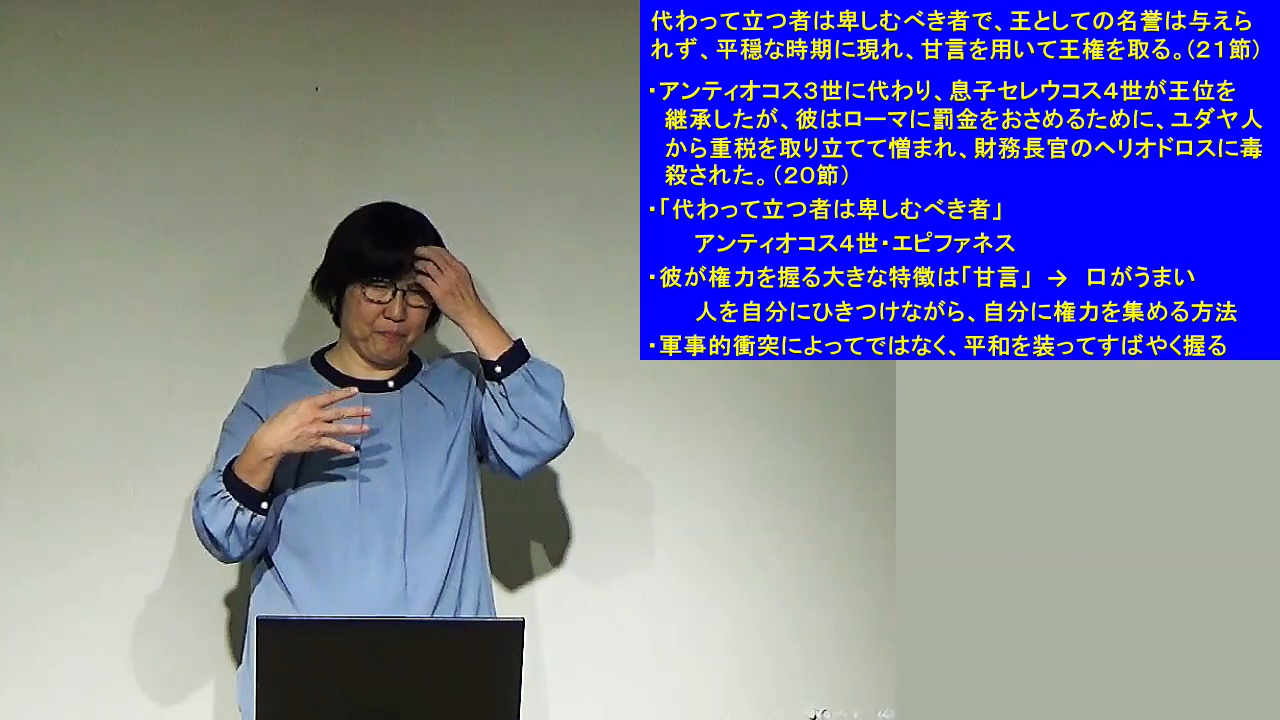 代わって立つ者は卑しむべき者で、王としての名誉は与えら
れず、平穏な時期に現れ、甘言を用いて王権を取る。（２１節）
・アンティオコス３世に代わり、息子セレウコス４世が王位を
継承したが、彼はローマに罰金をおさめるために、ユダヤ人
から重税を取り立てて憎まれ、財務長官のヘリオドロスに毒
殺された。（２０節）
・「代わって立つ者は卑しむべき者」
アンティオコス４世・エピファネス
・彼が権力を握る大きな特徴は「甘言」 → 口がうまい
人を自分にひきつけながら、自分に権力を集める方法
・軍事的衝突によってではなく、平和を装ってすばやく握る